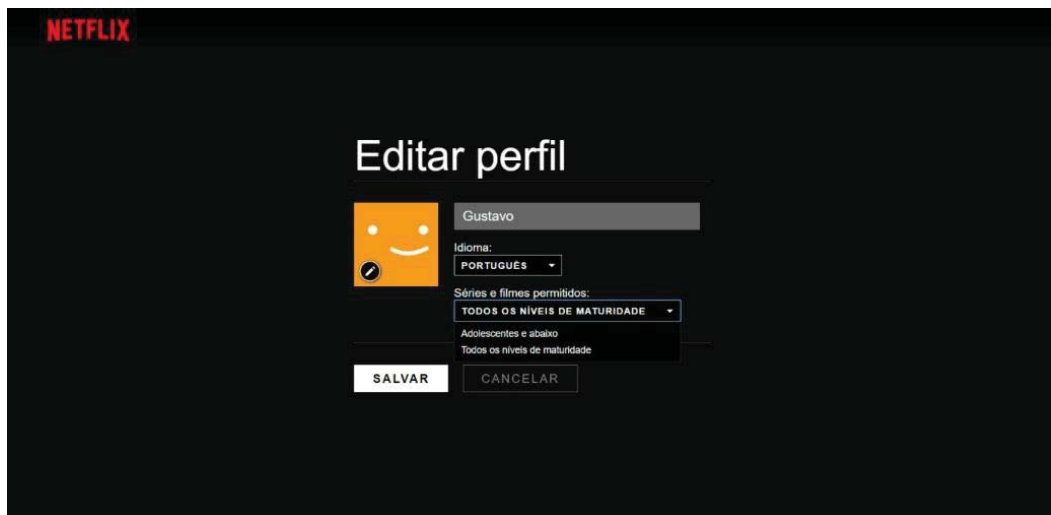 NETFLIX
Editar perfil
Gustavo
Idioma:
PORTUGUÊS
Séries e filmes permitidos:
TODOS OS NÍVEIS DE MATURIDADE
Adolescentes e abaixo
Todos os níveis de maturidade
SALVAR CANCELAR